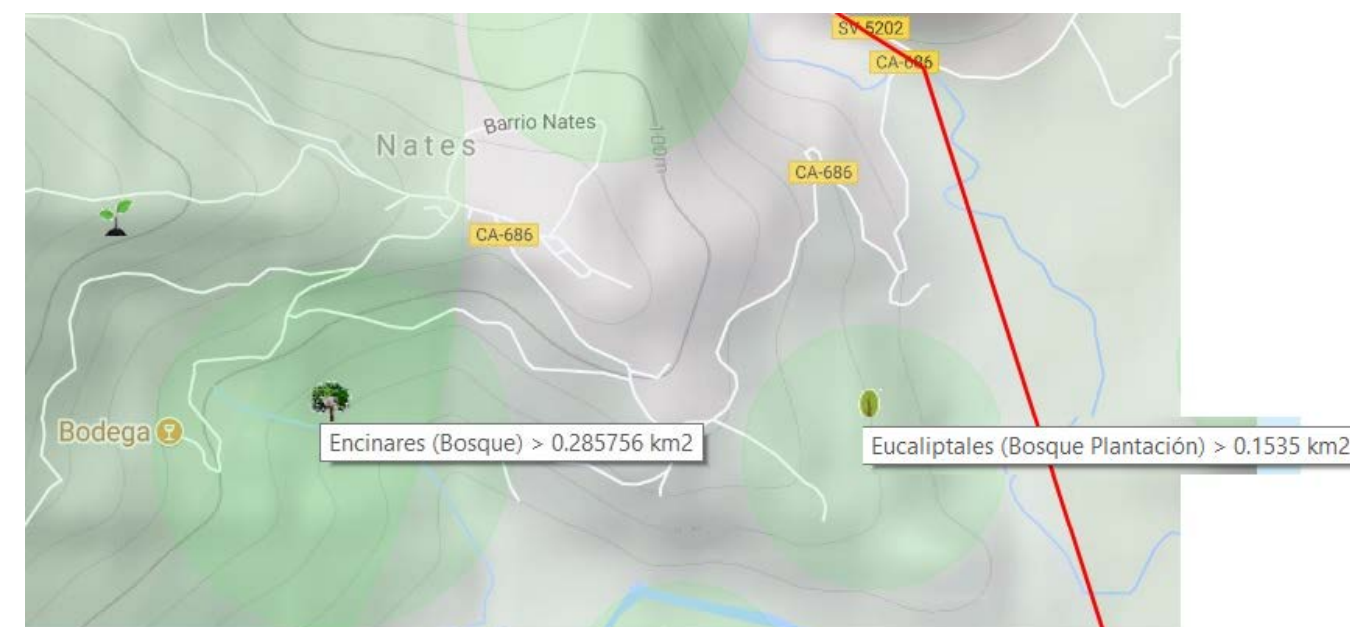 SV-5202
CA-686
Barrio Nates
Nates
100m
CA-686
CA-686
Bodega
Encinares (Bosque) > 0.285756 km2
Eucaliptales (Bosque Plantación) > 0.1535 km2